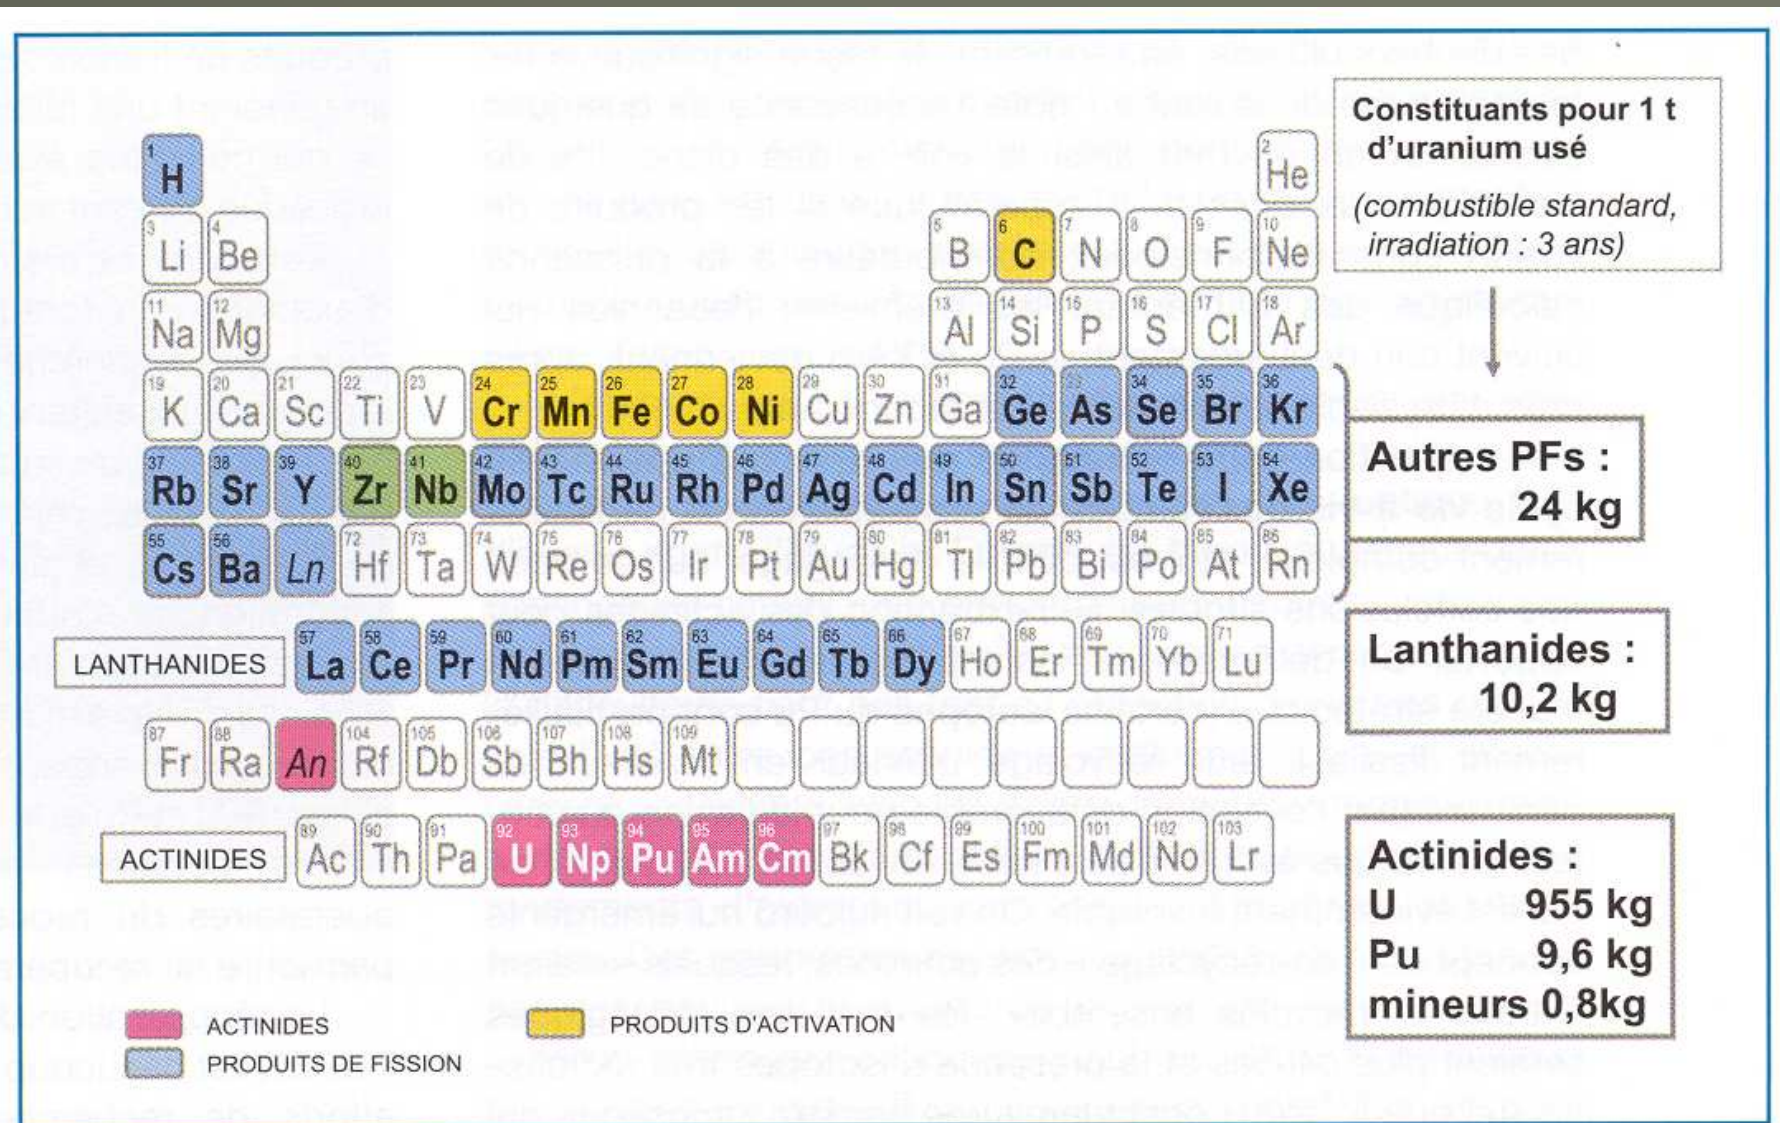 Constituants pour 1 t
d'uranium usé
(combustible standard,
irradiation : 3 ans)
1 H 2 He
3 Li 4 Be 5 B 6 C 7 N 8 O 9 F 10 Ne
11 Na 12 Mg 13 Al 14 Si 15 P 16 S 17 Cl 18 Ar
19 K 20 Ca 21 Sc 22 Ti 23 V 24 Cr 25 Mn 26 Fe 27 Co 28 Ni 29 Cu 30 Zn 31 Ga 32 Ge 33 As 34 Se 35 Br 36 Kr
37 Rb 38 Sr 39 Y 40 Zr 41 Nb 42 Mo 43 Tc 44 Ru 45 Rh 46 Pd 47 Ag 48 Cd 49 In 50 Sn 51 Sb 52 Te 53 I 54 Xe
55 Cs 56 Ba Ln 72 Hf 73 Ta 74 W 75 Re 76 Os 77 Ir 78 Pt 79 Au 80 Hg 81 Tl 82 Pb 83 Bi 84 Po 85 At 86 Rn
Autres PFs :
24 kg
LANTHANIDES 57 La 58 Ce 59 Pr 60 Nd 61 Pm 62 Sm 63 Eu 64 Gd 65 Tb 66 Dy 67 Ho 68 Er 69 Tm 70 Yb 71 Lu
Lanthanides :
10,2 kg
87 Fr 88 Ra An 104 Rf 105 Db 106 Sb 107 Bh 108 Hs 109 Mt
ACTINIDES 89 Ac 90 Th 91 Pa 92 U 93 Np 94 Pu 95 Am 96 Cm 97 Bk 98 Cf 99 Es 100 Fm 101 Md 102 No 103 Lr
Actinides :
U 955 kg
Pu 9,6 kg
mineurs 0,8kg
ACTINIDES
PRODUITS D'ACTIVATION
PRODUITS DE FISSION